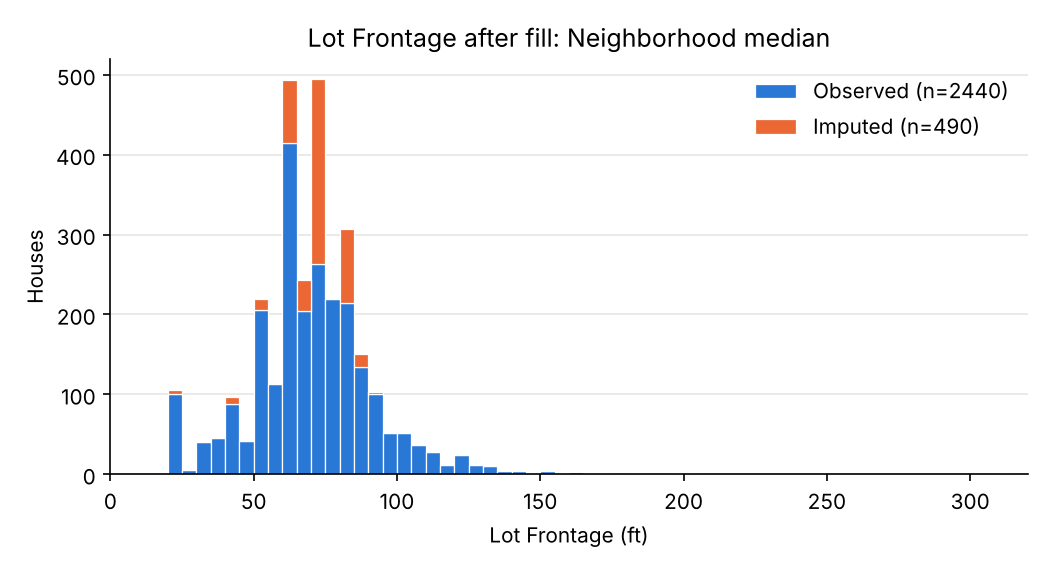 Lot Frontage after fill: Neighborhood median
Observed (n=2440)
Imputed (n=490)
Houses
500
400
300
200
100
0
0 50 100 150 200 250 300
Lot Frontage (ft)